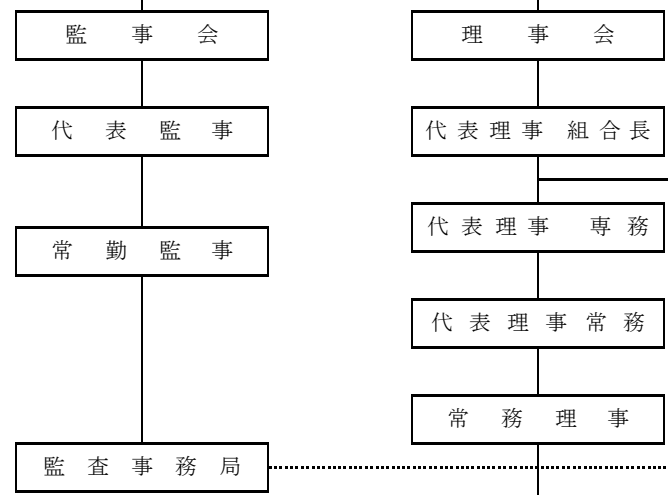 監事会
代表監事
常勤監事
監査事務局
理事会
代表理事 組合長
代表理事 専務
代表理事常務
常務理事